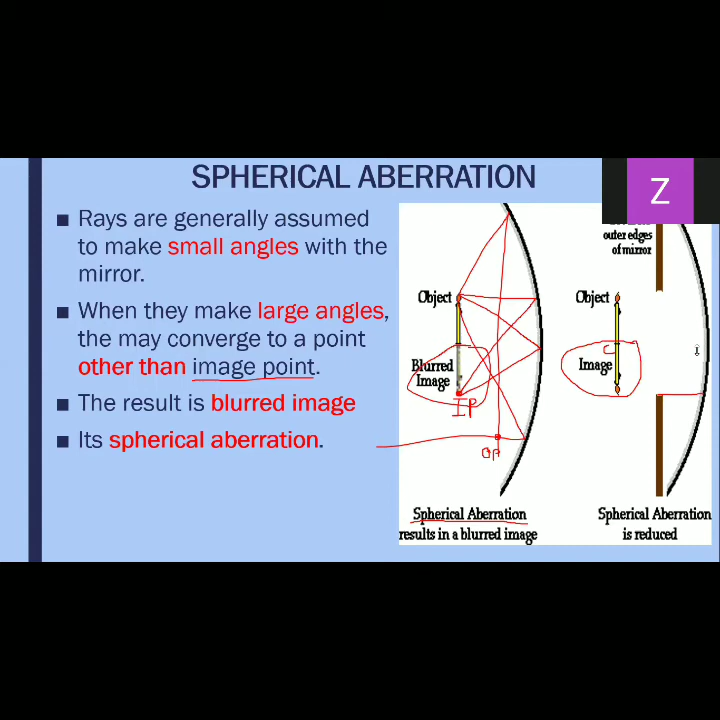 SPHERICAL ABERRATION
Z
■ Rays are generally assumed
to make small angles with the
mirror.
■ When they make large angles,
the may converge to a point
other than image point.
■ The result is blurred image
■ Its spherical aberration.
Object
Blurred
Image
IP
OP
Spherical Aberration
results in a blurred image
outer edges
of mirror
Object
C
Image
Spherical Aberration
is reduced